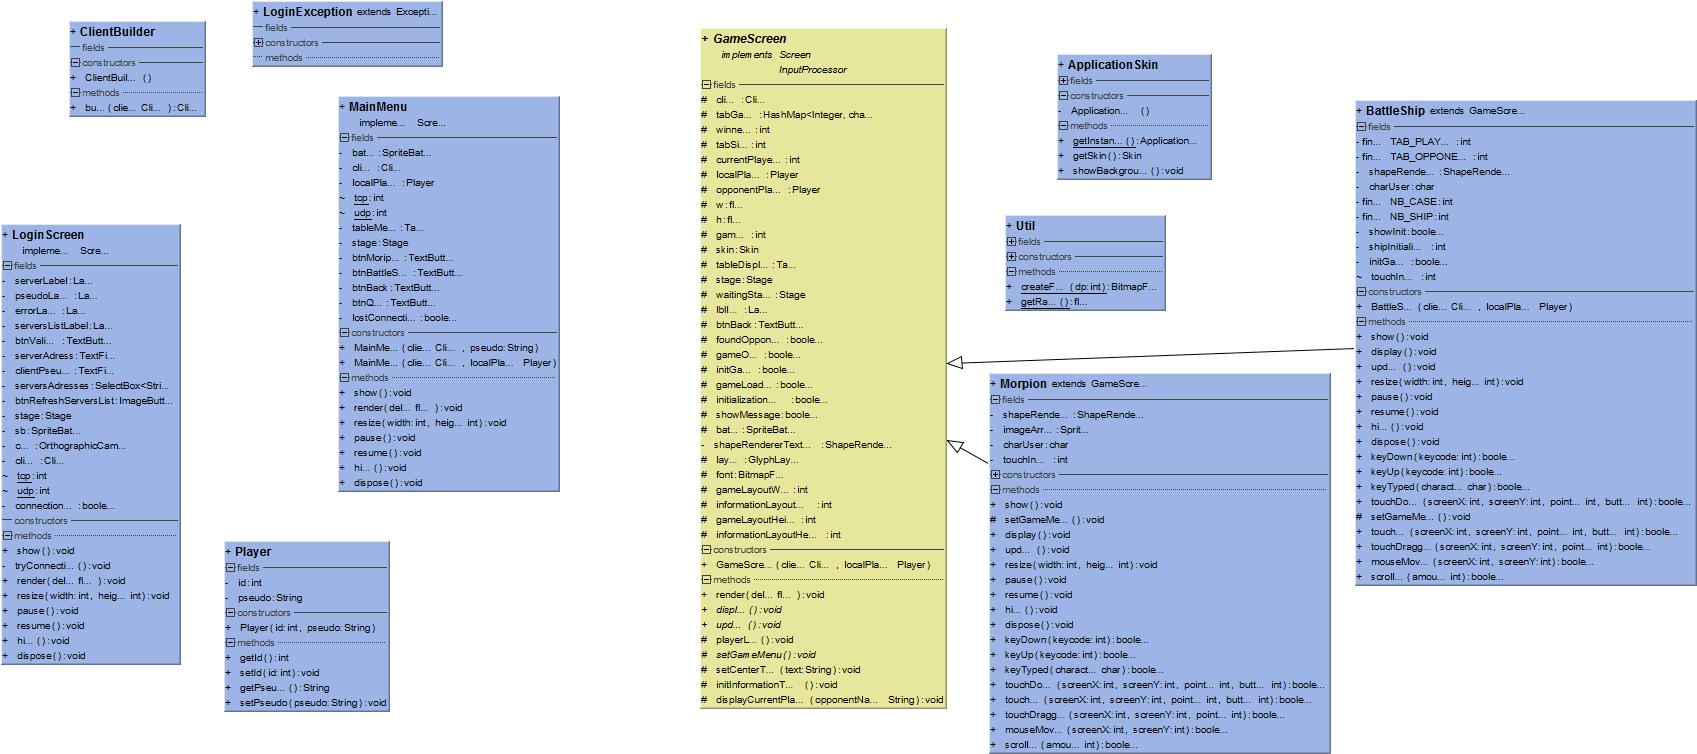 + ClientBuilder
fields
constructors
+ ClientBuil... ()
methods
+ bu... (clie... Cli... ):Cli...
+ LoginException extends Excepti...
fields
constructors
methods
+ MainMenu
impleme... Scre...
fields
- bat... :SpriteBat...
- cli... :Cli...
- localPla... :Player
~ tcp:int
~ udp:int
- tableMe... :Ta...
- stage:Stage
- btnMorip... :TextButt...
- btnBattleS... :TextButt...
- btnBack :TextButt...
- btnQ... :TextButt...
- lostConnecti... :boole...
constructors
+ MainMe... (clie... Cli... , pseudo:String)
+ MainMe... (clie... Cli... , localPla... Player)
methods
+ show():void
+ render(del... fl... ):void
+ resize(width:int, heig... int):void
+ pause():void
+ resume():void
+ hi... ():void
+ dispose():void
+ LoginScreen
impleme... Scre...
fields
- serverLabel:La...
- pseudoLa... :La...
- errorLa... :La...
- serversListLabel:La...
- btnVali... :TextButt...
- serverAdress:TextFi...
- clientPseu... :TextFi...
- serversAdresses:SelectBox<Stri...
- btnRefreshServersList:ImageButt...
- stage:Stage
- sb:SpriteBat...
- c... :OrthographicCam...
- cli... :Cli...
~ tcp:int
~ udp:int
- connection... :boole...
constructors
methods
+ show():void
- tryConnecti... ():void
+ render(del... fl... ):void
+ resize(width:int, heig... int):void
+ pause():void
+ resume():void
+ hi... ():void
+ dispose():void
+ Player
fields
- id:int
- pseudo:String
constructors
+ Player(id:int, pseudo:String)
methods
+ getId():int
+ setId(id:int):void
+ getPseu... ():String
+ setPseudo(pseudo:String):void
+ GameScreen
implements Screen
InputProcessor
fields
# cli... :Cli...
# tabGa... :HashMap<Integer, cha...
# winne... :int
# tabSi... :int
# currentPlaye... :int
# localPla... :Player
# opponentPla... :Player
# w:fl...
# h:fl...
# gam... :int
# skin:Skin
# tableDispl... :Ta...
# stage:Stage
# waitingSta... :Stage
# lblI... :La...
# btnBack :TextButt...
# foundOppon... :boole...
# gameO... :boole...
# initGa... :boole...
# gameLoad... :boole...
# initialization... :boole...
# showMessage:boole...
# bat... :SpriteBat...
- shapeRendererText... :ShapeRende...
# lay... :GlyphLay...
# font:BitmapF...
# gameLayoutW... :int
# informationLayout... :int
# gameLayoutHei... :int
# informationLayoutHe... :int
constructors
+ GameScre... (clie... Cli... , localPla... Player)
methods
+ render(del... fl... ):void
+ displ... ():void
+ upd... ():void
# playerL... ():void
# setGameMenu():void
# setCenterT... (text:String):void
# initInformationT... ():void
# displayCurrentPla... (opponentNa... String):void
+ ApplicationSkin
fields
constructors
- Application... ()
methods
+ getInstan... ():Application...
+ getSkin():Skin
+ showBackgrou... ():void
+ Util
fields
constructors
methods
+ createF... (dp:int):BitmapF...
+ getRa... ():fl...
+ Morpion extends GameScre...
fields
- shapeRende... :ShapeRende...
- imageArr... :Sprit...
- charUser:char
- touchIn... :int
constructors
methods
+ show():void
# setGameMe... ():void
+ display():void
+ upd... ():void
+ resize(width:int, heig... int):void
+ pause():void
+ resume():void
+ hi... ():void
+ dispose():void
+ keyDown(keycode:int):boole...
+ keyUp(keycode:int):boole...
+ keyTyped(charact... char):boole...
+ touchDo... (screenX:int, screenY:int, point... int, butt... int):boole...
+ touch... (screenX:int, screenY:int, point... int, butt... int):boole...
+ touchDragg... (screenX:int, screenY:int, point... int):boole...
+ mouseMov... (screenX:int, screenY:int):boole...
+ scroll... (amou... int):boole...
+ BattleShip extends GameScre...
fields
- fin... TAB_PLAY... :int
- fin... TAB_OPPONE... :int
- shapeRende... :ShapeRende...
- charUser:char
- fin... NB_CASE:int
- fin... NB_SHIP:int
- showInit:boole...
- shipInitiali... :int
- initGa... :boole...
~ touchIn... :int
constructors
+ BattleS... (clie... Cli... , localPla... Player)
methods
+ show():void
+ display():void
+ upd... ():void
+ resize(width:int, heig... int):void
+ pause():void
+ resume():void
+ hi... ():void
+ dispose():void
+ keyDown(keycode:int):boole...
+ keyUp(keycode:int):boole...
+ keyTyped(charact... char):boole...
+ touchDo... (screenX:int, screenY:int, point... int, butt... int):boole...
# setGameMe... ():void
+ touch... (screenX:int, screenY:int, point... int, butt... int):boole...
+ touchDragg... (screenX:int, screenY:int, point... int):boole...
+ mouseMov... (screenX:int, screenY:int):boole...
+ scroll... (amou... int):boole...